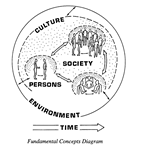 CULTURE
SOCIETY
PERSONS
ENVIRONMENT
TIME
Fundamental Concepts Diagram